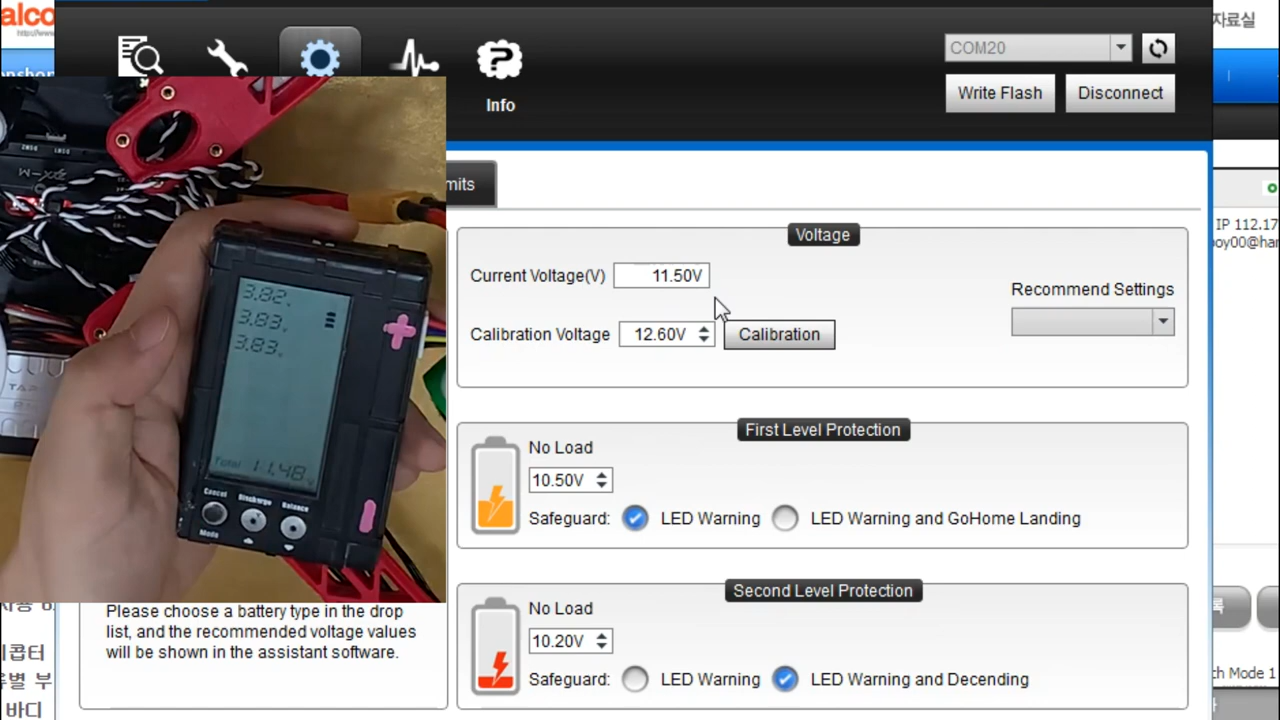 alco
자료실
COM20
Write Flash
Disconnect
Info
mits
IP 112.17
Voltage
Current Voltage(V)
11.50V
Recommend Settings
Calibration Voltage
12.60V
Calibration
3.82
3.83
3.83
Total 11.48
Cancel
Discharge
Balance
Mode
First Level Protection
No Load
10.50V
Safeguard:
LED Warning
LED Warning and GoHome Landing
Second Level Protection
No Load
10.20V
Safeguard:
LED Warning
LED Warning and Decending
Please choose a battery type in the drop
list, and the recommended voltage values
will be shown in the assistant software.
콥터
별 부
바디
ch Mode 1